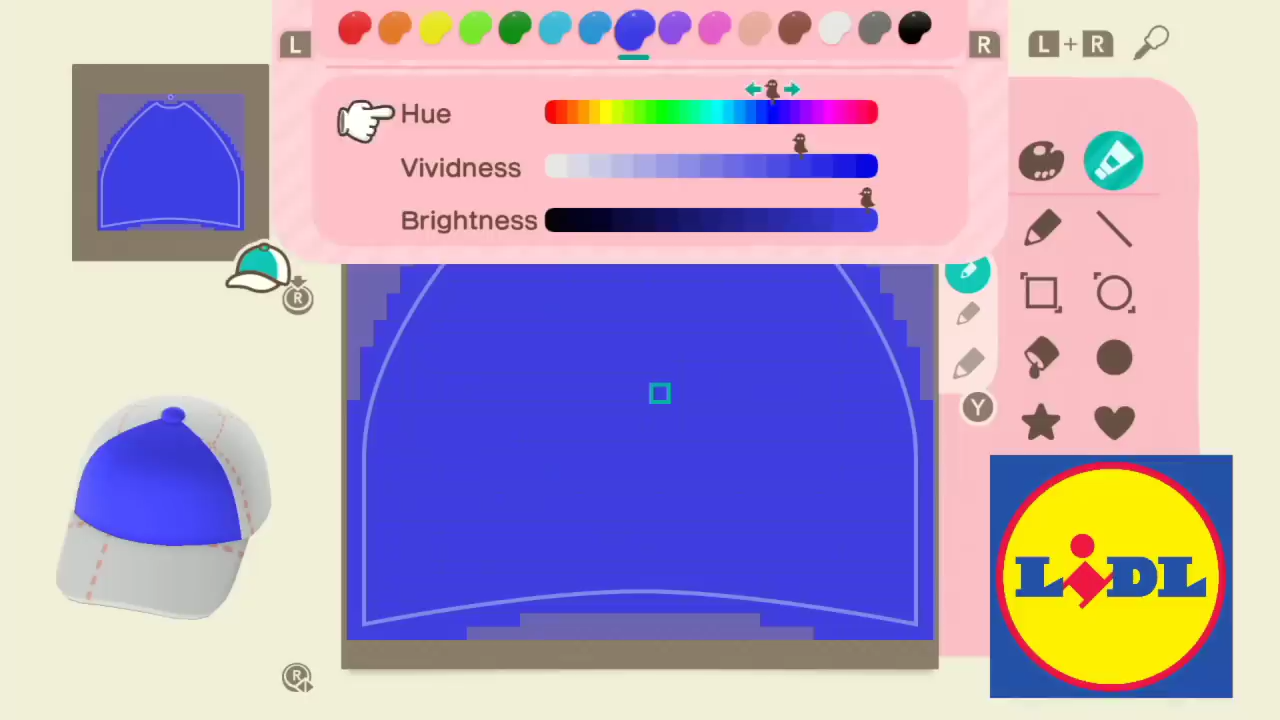 L
R
L + R
Hue
Vividness
Brightness
R
Y
LiDL
R